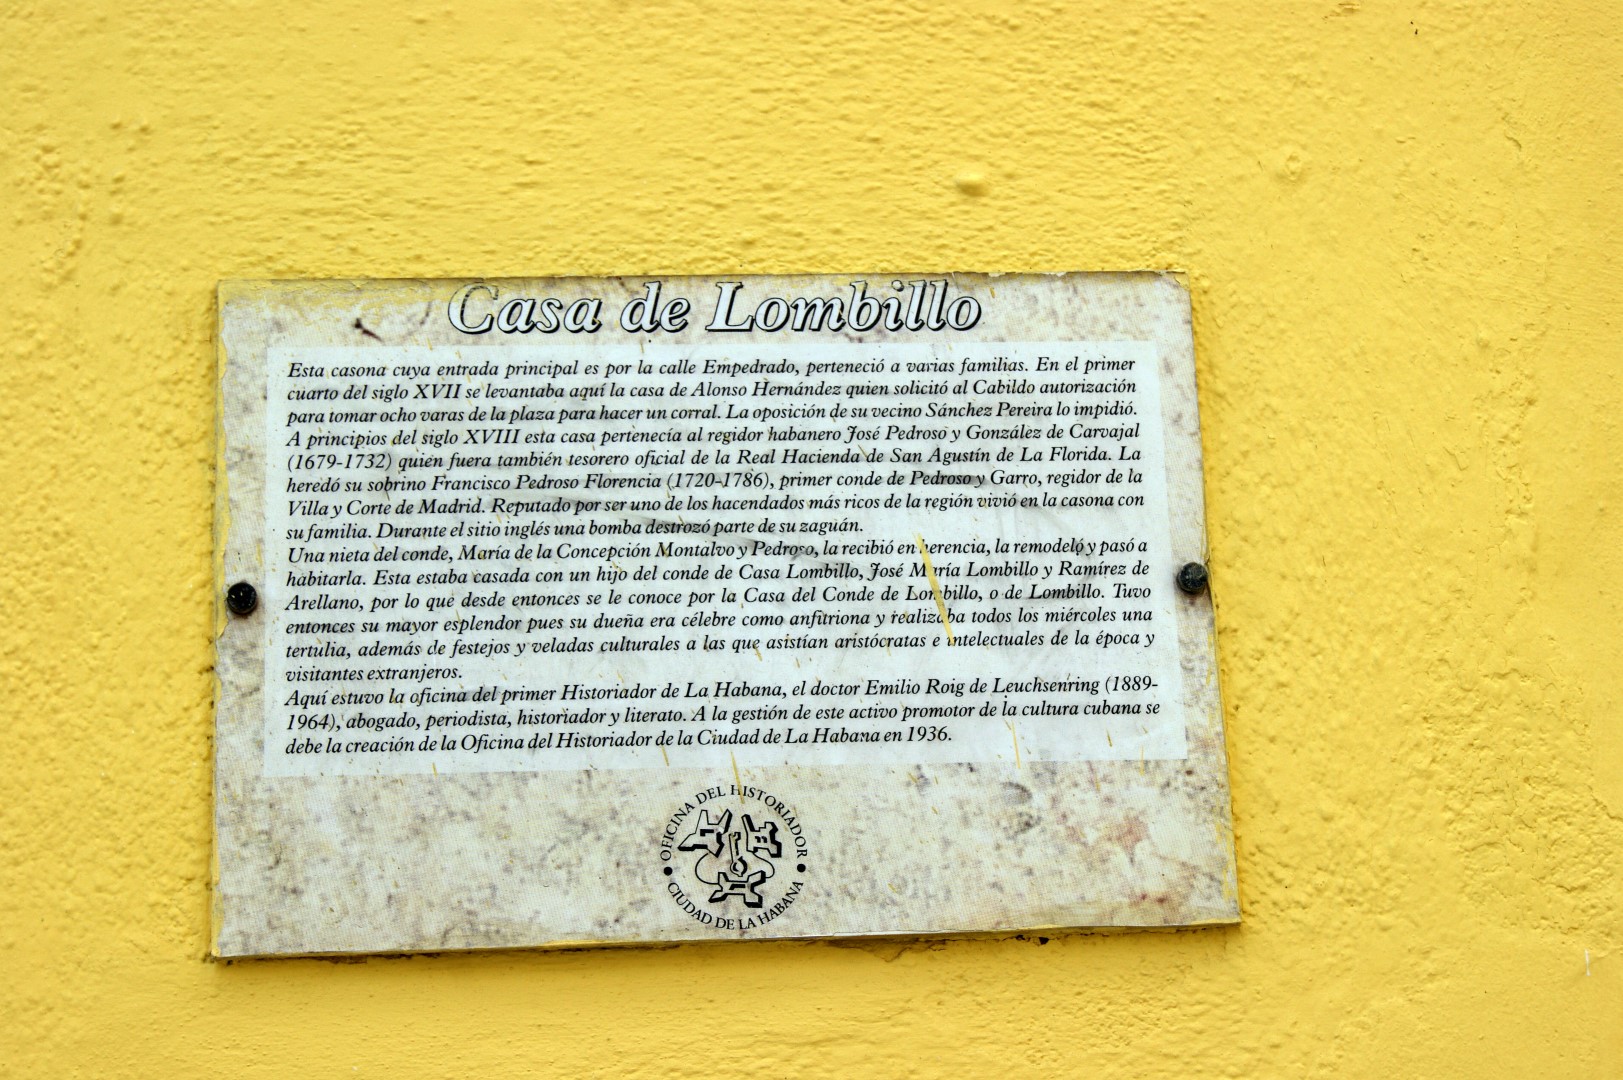 Casa de Lombillo
Esta casona cuya entrada principal es por la calle Empedrado, perteneció a varias familias. En el primer
cuarto del siglo XVII se levantaba aquí la casa de Alonso Hernández quien solicitó al Cabildo autorización
para tomar ocho varas de la plaza para hacer un corral. La oposición de su vecino Sánchez Pereira lo impidió.
A principios del siglo XVIII esta casa pertenecía al regidor habanero José Pedroso y González de Carvajal
(1679-1732) quien fuera también tesorero oficial de la Real Hacienda de San Agustín de La Florida. La
heredó su sobrino Francisco Pedroso Florencia (1720-1786), primer conde de Pedroso y Garro, regidor de la
Villa y Corte de Madrid. Reputado por ser uno de los hacendados más ricos de la región vivió en la casona con
su familia. Durante el sitio inglés una bomba destrozó parte de su zaguán.
Una nieta del conde, María de la Concepción Montalvo y Pedroso, la recibió en herencia, la remodeló y pasó a
habitarla. Esta estaba casada con un hijo del conde de Casa Lombillo, José María Lombillo y Ramírez de
Arellano, por lo que desde entonces se le conoce por la Casa del Conde de Lombillo, o de Lombillo. Tuvo
entonces su mayor esplendor pues su dueña era célebre como anfitriona y realizaba todos los miércoles una
tertulia, además de festejos y veladas culturales a las que asistían aristócratas e intelectuales de la época y
visitantes extranjeros.
Aquí estuvo la oficina del primer Historiador de La Habana, el doctor Emilio Roig de Leuchsenring (1889-
1964), abogado, periodista, historiador y literato. A la gestión de este activo promotor de la cultura cubana se
debe la creación de la Oficina del Historiador de la Ciudad de La Habana en 1936.
OFICINA DEL HISTORIADOR
CIUDAD DE LA HABANA